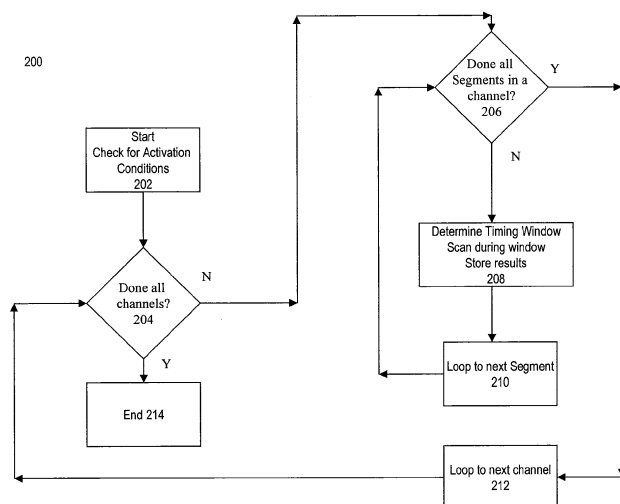 200
Start
Check for Activation
Conditions
202
Done all
channels?
204
N
Y
End 214
Done all
Segments in a
channel?
206
Y
N
Determine Timing Window
Scan during window
Store results
208
Loop to next Segment
210
Loop to next channel
212